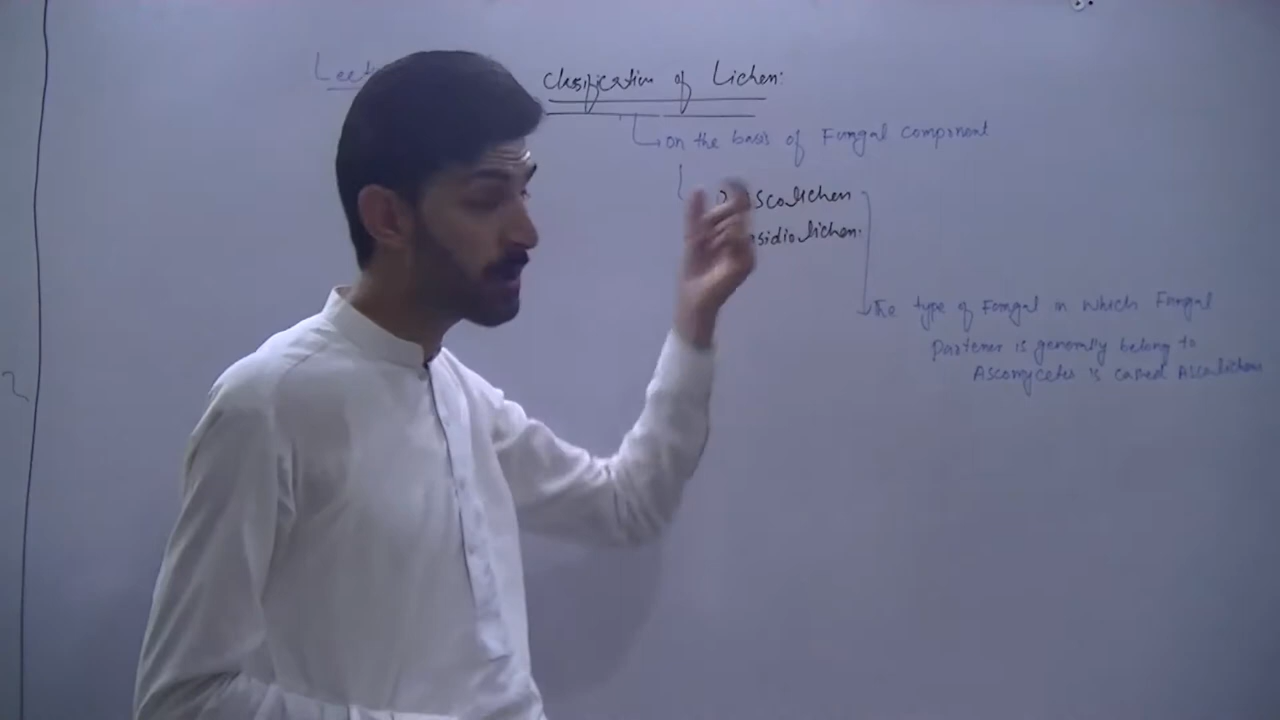 Classification of Lichen:
on the basis of Fungal component
scolichen
sidiolichen.
The type of Fungal in which Fungal
Partener is generally belong to
Ascomycetes is called Ascolichens